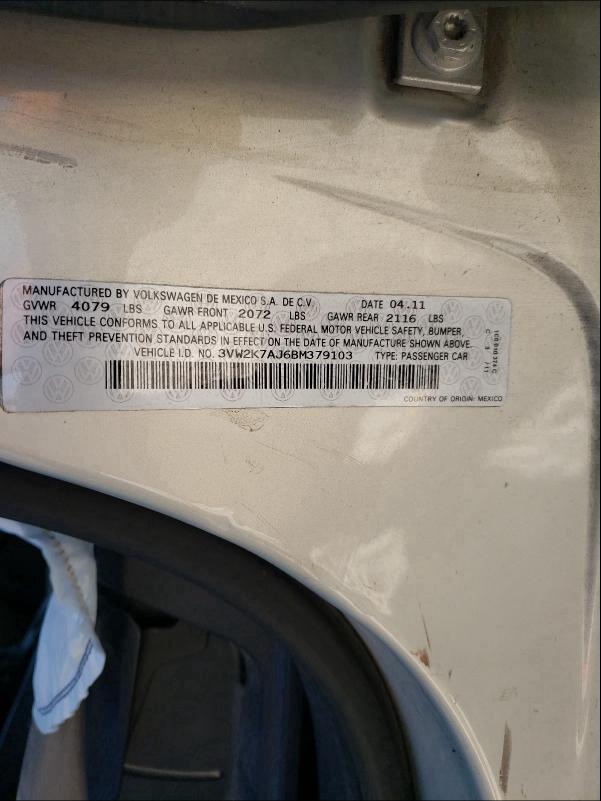 MANUFACTURED BY VOLKSWAGEN DE MEXICO S.A. DE C.V. DATE 04.11
GVWR 4079 LBS GAWR FRONT 2072 LBS GAWR REAR 2116 LBS
THIS VEHICLE CONFORMS TO ALL APPLICABLE U.S. FEDERAL MOTOR VEHICLE SAFETY, BUMPER,
AND THEFT PREVENTION STANDARDS IN EFFECT ON THE DATE OF MANUFACTURE SHOWN ABOVE.
VEHICLE I.D. NO. 3VW2K7AJ6BM379103 TYPE: PASSENGER CAR
COUNTRY OF ORIGIN: MEXICO